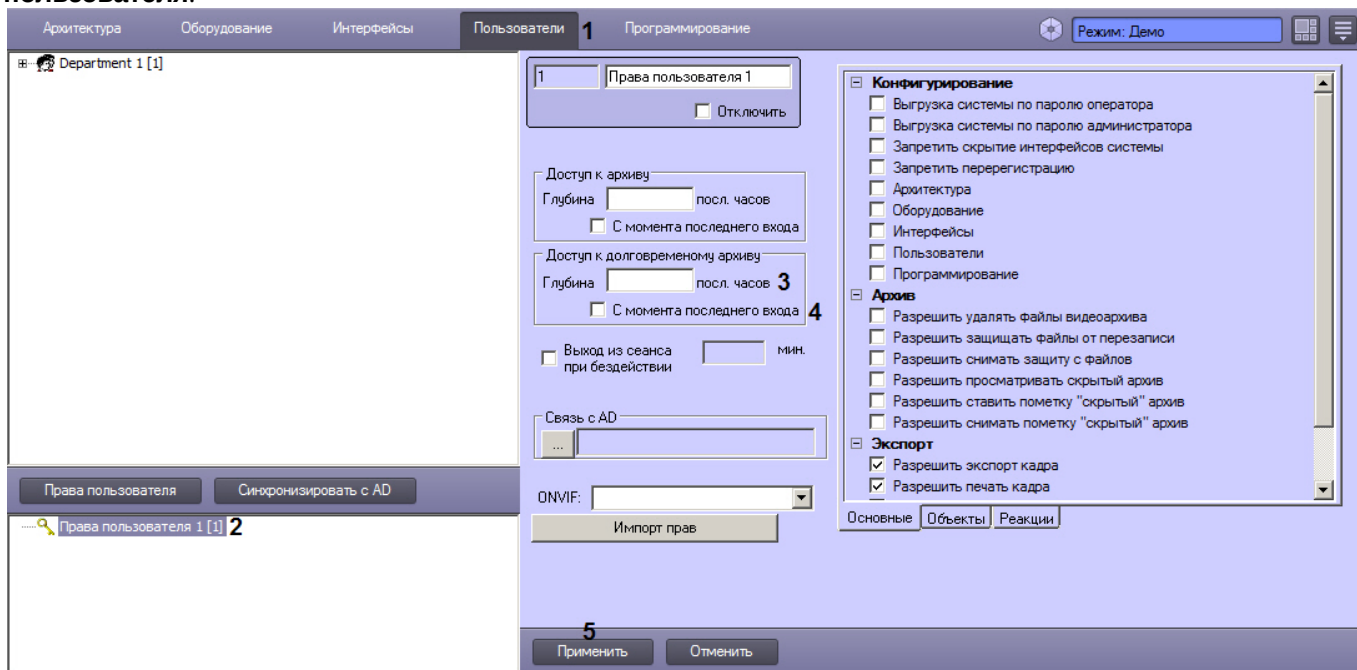 пользователя.
Архитектура Оборудование Интерфейсы Пользователи 1 Программирование Режим: Демо
Department 1 [1]
1 Права пользователя 1
Отключить
Доступ к архиву
Глубина посл. часов
С момента последнего входа
Доступ к долговременому архиву
Глубина посл. часов 3
С момента последнего входа 4
Выход из сеанса при бездействии мин.
Связь с AD
...
ONVIF:
Импорт прав
Конфигурирование
Выгрузка системы по паролю оператора
Выгрузка системы по паролю администратора
Запретить скрытие интерфейсов системы
Запретить перерегистрацию
Архитектура
Оборудование
Интерфейсы
Пользователи
Программирование
Архив
Разрешить удалять файлы видеоархива
Разрешить защищать файлы от перезаписи
Разрешить снимать защиту с файлов
Разрешить просматривать скрытый архив
Разрешить ставить пометку "скрытый" архив
Разрешить снимать пометку "скрытый" архив
Экспорт
Разрешить экспорт кадра
Разрешить печать кадра
Основные Объекты Реакции
Права пользователя Синхронизировать с AD
Права пользователя 1 [1] 2
5
Применить Отменить